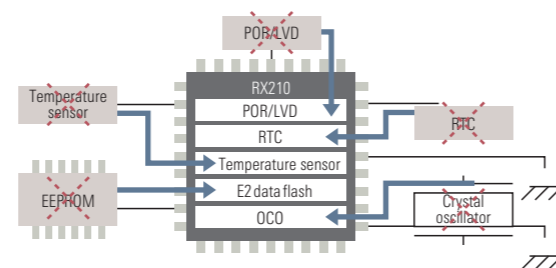 POR/LVD
RX210
Temperature
sensor
POR/LVD
RTC
RTC
Temperature sensor
EEPROM
E2 data flash
Crystal
oscillator
OCO